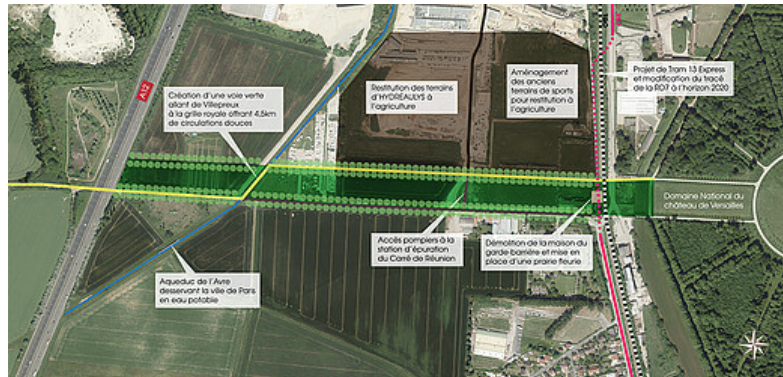 A12
Création d'une voie verte
allant de Villepreux
à la grille royale offrant 4,5km
de circulations douces
Restitution des terrains
d'HYDREAULYS à
l'agriculture
Aménagement
des anciens
terrains de sports
pour restitution à
l'agriculture
Projet de Tram 13 Express
et modification du tracé
de la RD7 à l'horizon 2020
Domaine National du
château de Versailles
Accès pompiers à la
station d'épuration
du Carré de Réunion
Démolition de la maison du
garde-barrière et mise en
place d'une prairie fleurie
Aqueduc de l'Avre
desservant la ville de Paris
en eau potable